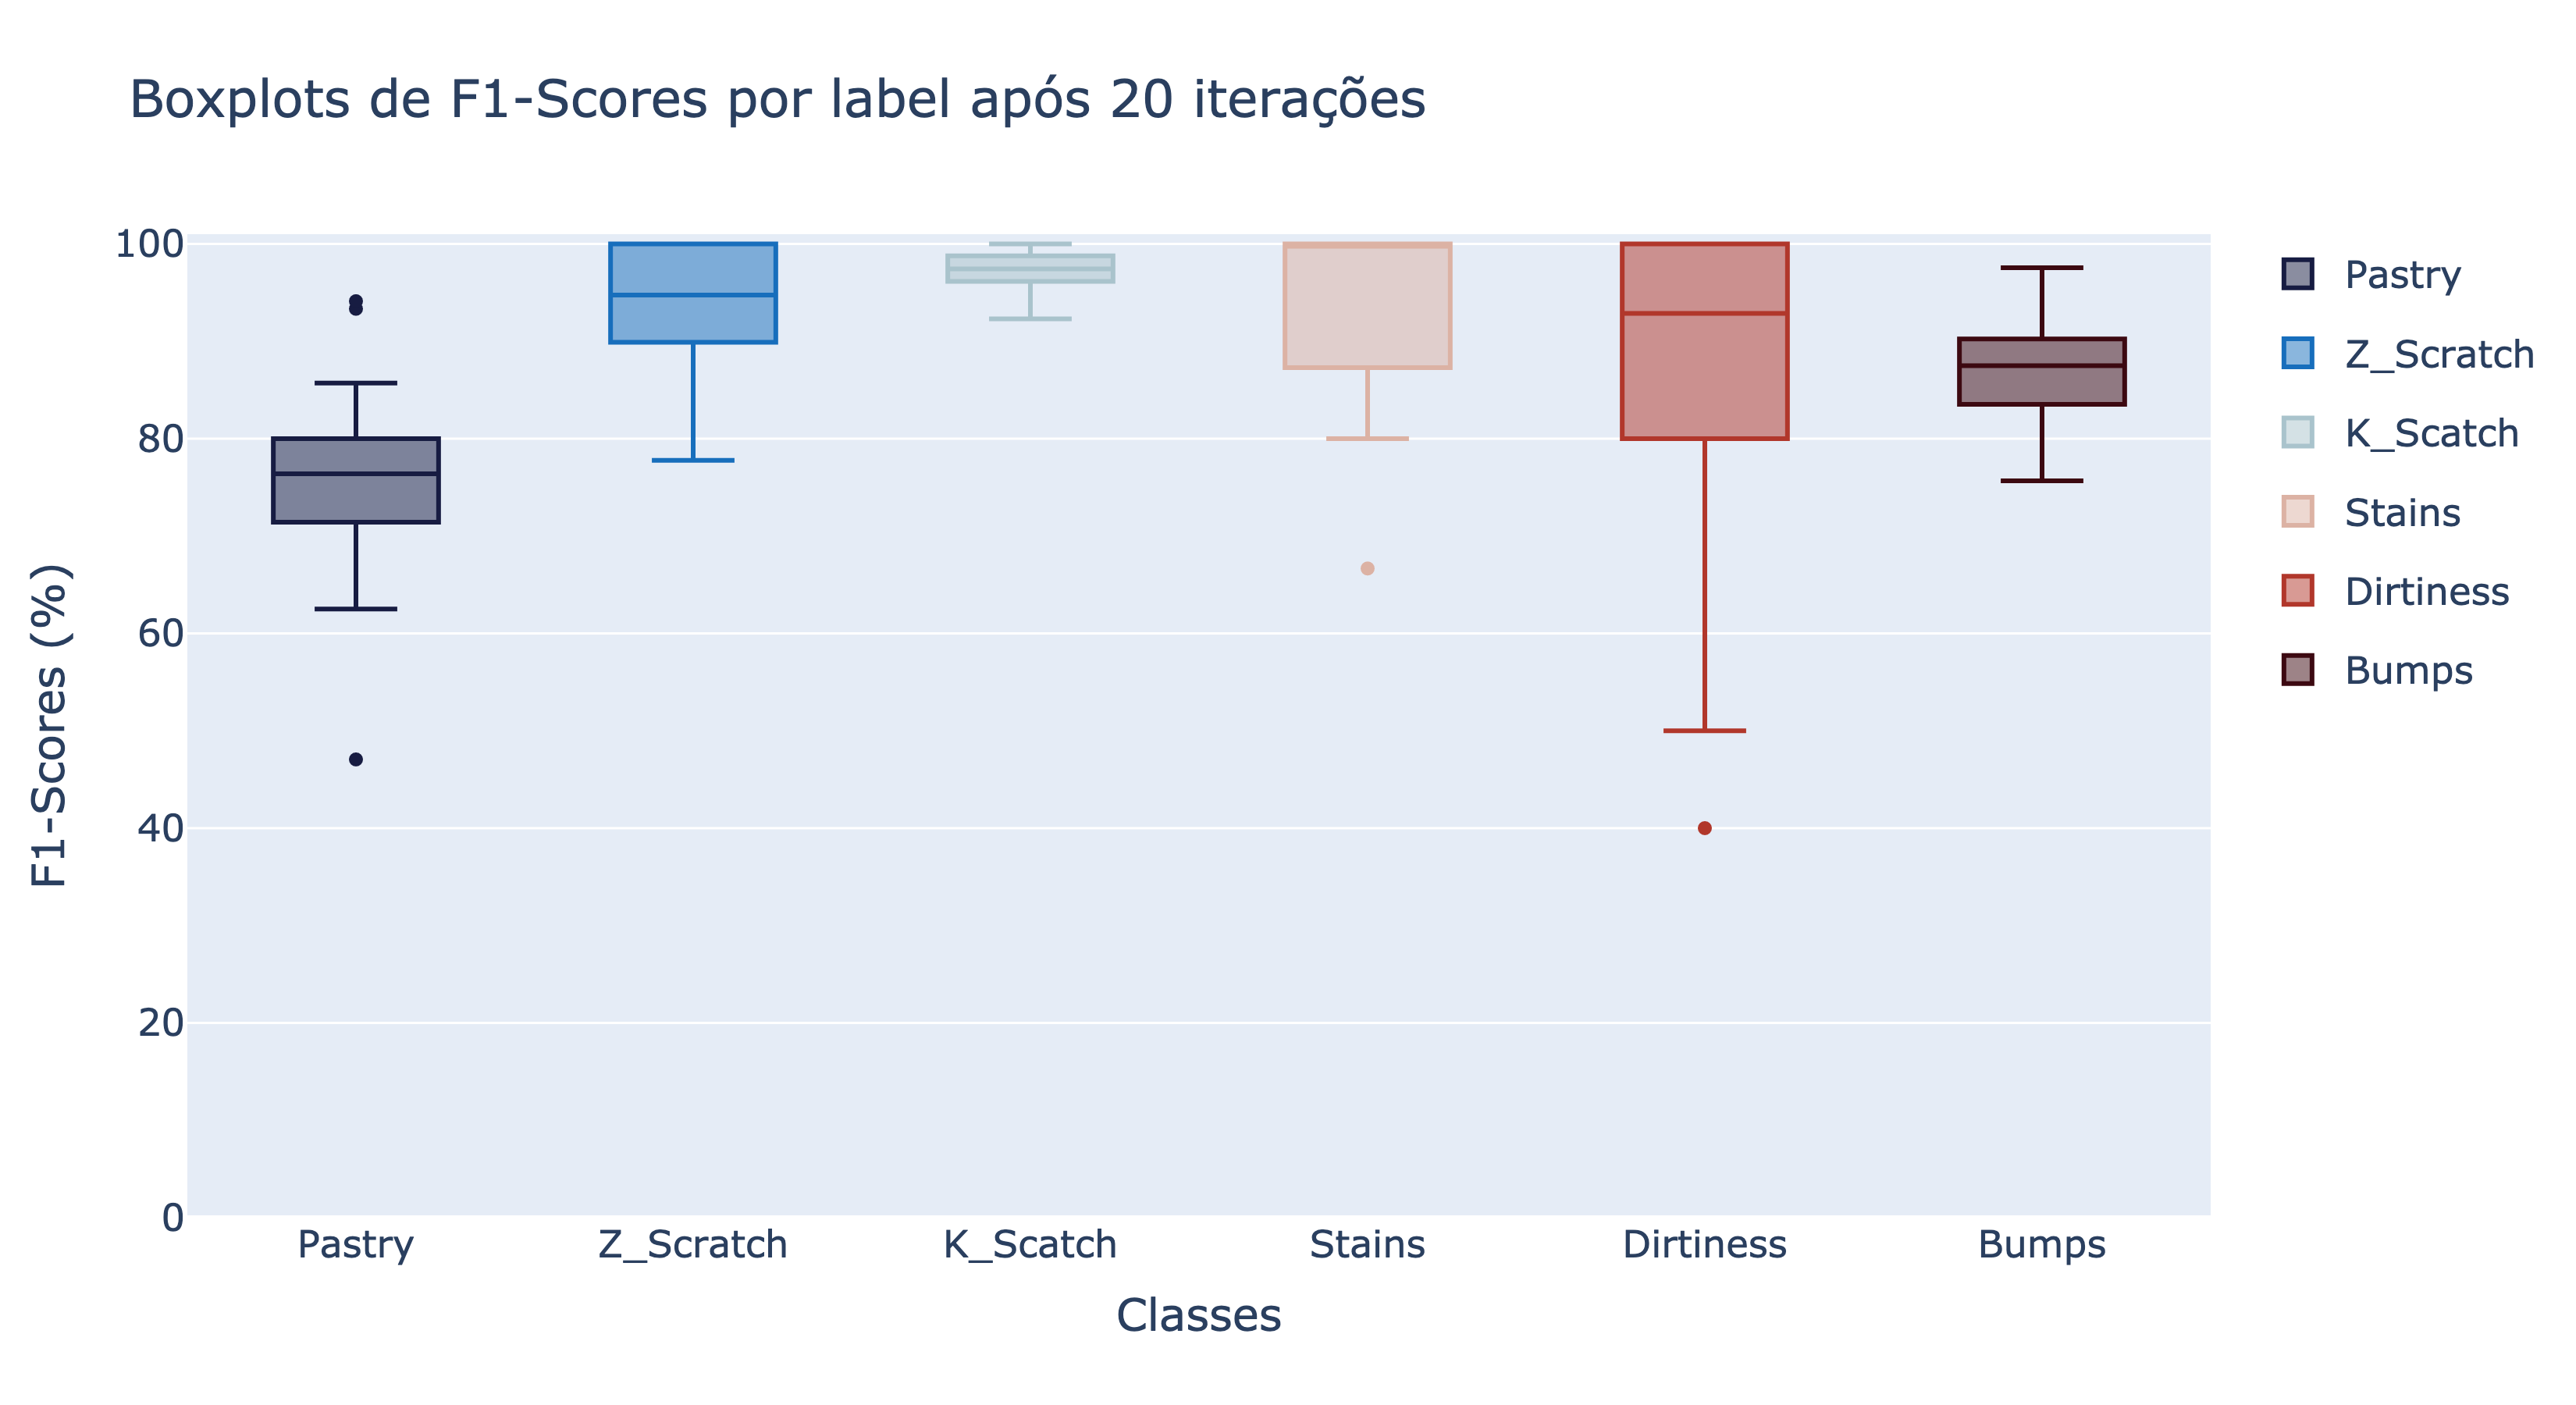 Boxplots de F1-Scores por label após 20 iterações
100
80
60
40
20
0
F1-Scores (%)
Pastry
Z_Scratch
K_Scatch
Stains
Dirtiness
Bumps
Classes
Pastry
Z_Scratch
K_Scatch
Stains
Dirtiness
Bumps